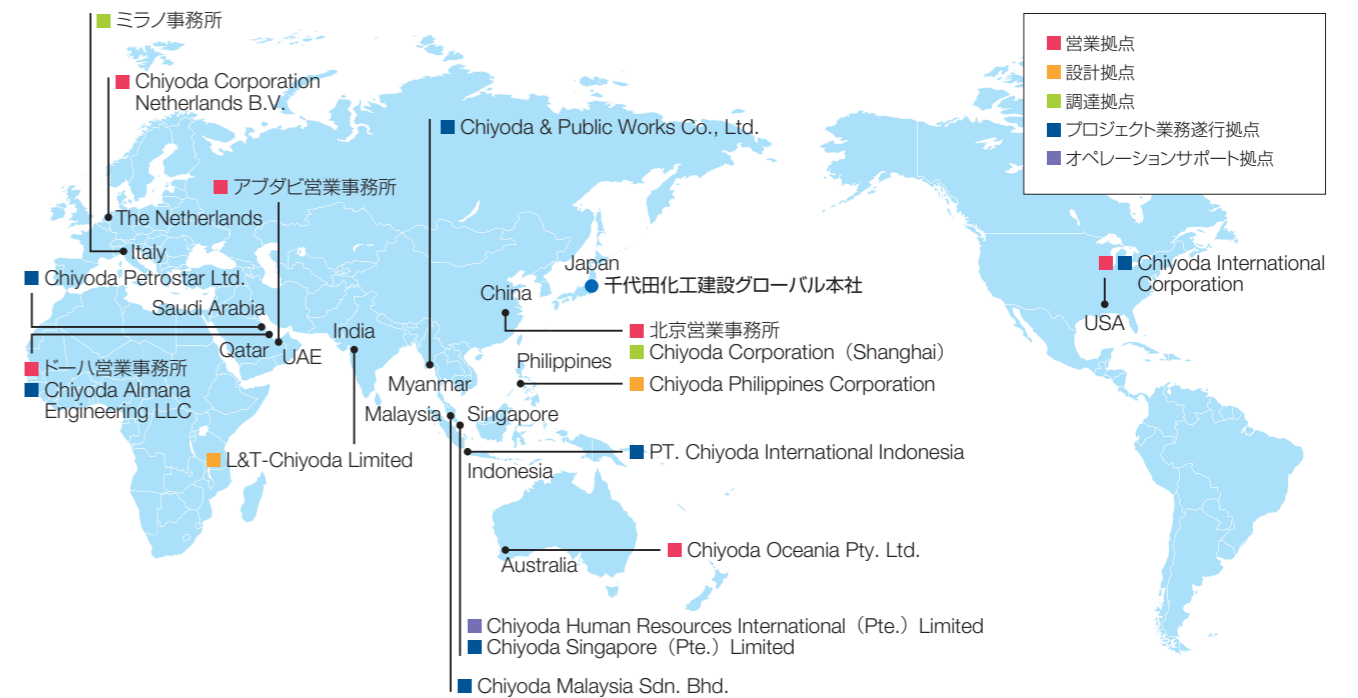 ミラノ事務所
Chiyoda Corporation
Netherlands B.V.
Chiyoda & Public Works Co., Ltd.
アブダビ営業事務所
The Netherlands
Italy
Chiyoda Petrostar Ltd.
Saudi Arabia
Qatar
UAE
India
ドーハ営業事務所
Chiyoda Almana
Engineering LLC
L&T-Chiyoda Limited
Myanmar
Malaysia
Singapore
Indonesia
China
Japan
千代田化工建設グローバル本社
北京営業事務所
Chiyoda Corporation（Shanghai）
Philippines
Chiyoda Philippines Corporation
PT. Chiyoda International Indonesia
Australia
Chiyoda Oceania Pty. Ltd.
Chiyoda Human Resources International（Pte.）Limited
Chiyoda Singapore（Pte.）Limited
Chiyoda Malaysia Sdn. Bhd.
営業拠点
設計拠点
調達拠点
プロジェクト業務遂行拠点
オペレーションサポート拠点
Chiyoda International
Corporation
USA